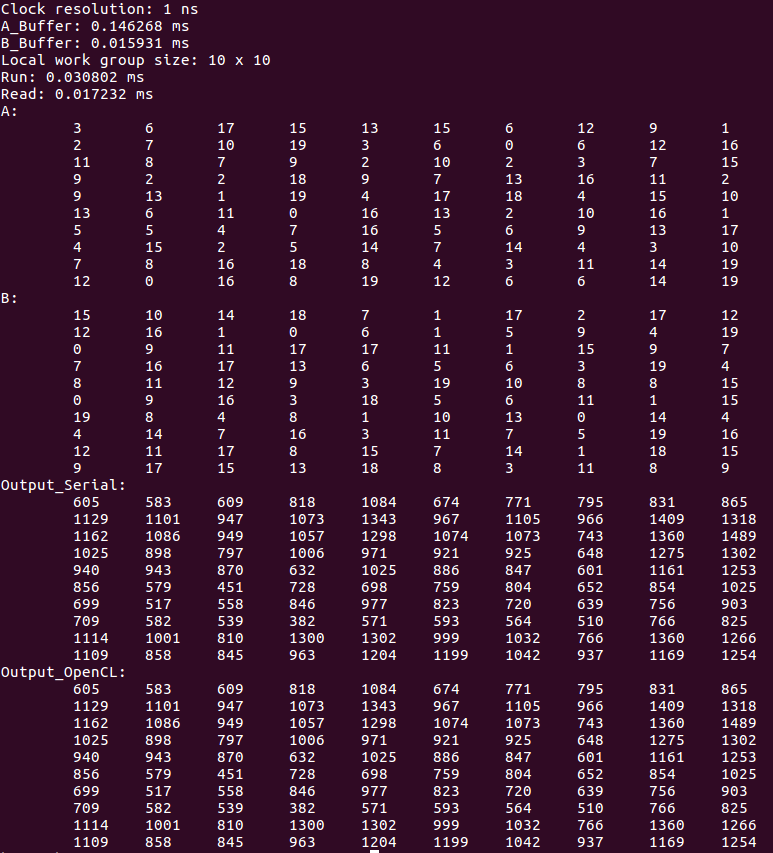 Clock resolution: 1 ns
A_Buffer: 0.146268 ms
B_Buffer: 0.015931 ms
Local work group size: 10 x 10
Run: 0.030802 ms
Read: 0.017232 ms
A:
3 6 17 15 13 15 6 12 9 1
2 7 10 19 3 6 0 6 12 16
11 8 7 9 2 10 2 3 7 15
9 2 2 18 9 7 13 16 11 2
9 13 1 19 4 17 18 4 15 10
13 6 11 0 16 13 2 10 16 1
5 5 4 7 16 5 6 9 13 17
4 15 2 5 14 7 14 4 3 10
7 8 16 18 8 4 3 11 14 19
12 0 16 8 19 12 6 6 14 19
B:
15 10 14 18 7 1 17 2 17 12
12 16 1 0 6 1 5 9 4 19
0 9 11 17 17 11 1 15 9 7
7 16 17 13 6 5 6 3 19 4
8 11 12 9 3 19 10 8 8 15
0 9 16 3 18 5 6 11 1 15
19 8 4 8 1 10 13 0 14 4
4 14 7 16 3 11 7 5 19 16
12 11 17 8 15 7 14 1 18 15
9 17 15 13 18 8 3 11 8 9
Output_Serial:
605 583 609 818 1084 674 771 795 831 865
1129 1101 947 1073 1343 967 1105 966 1409 1318
1162 1086 949 1057 1298 1074 1073 743 1360 1489
1025 898 797 1006 971 921 925 648 1275 1302
940 943 870 632 1025 886 847 601 1161 1253
856 579 451 728 698 759 804 652 854 1025
699 517 558 846 977 823 720 639 756 903
709 582 539 382 571 593 564 510 766 825
1114 1001 810 1300 1302 999 1032 766 1360 1266
1109 858 845 963 1204 1199 1042 937 1169 1254
Output_OpenCL:
605 583 609 818 1084 674 771 795 831 865
1129 1101 947 1073 1343 967 1105 966 1409 1318
1162 1086 949 1057 1298 1074 1073 743 1360 1489
1025 898 797 1006 971 921 925 648 1275 1302
940 943 870 632 1025 886 847 601 1161 1253
856 579 451 728 698 759 804 652 854 1025
699 517 558 846 977 823 720 639 756 903
709 582 539 382 571 593 564 510 766 825
1114 1001 810 1300 1302 999 1032 766 1360 1266
1109 858 845 963 1204 1199 1042 937 1169 1254